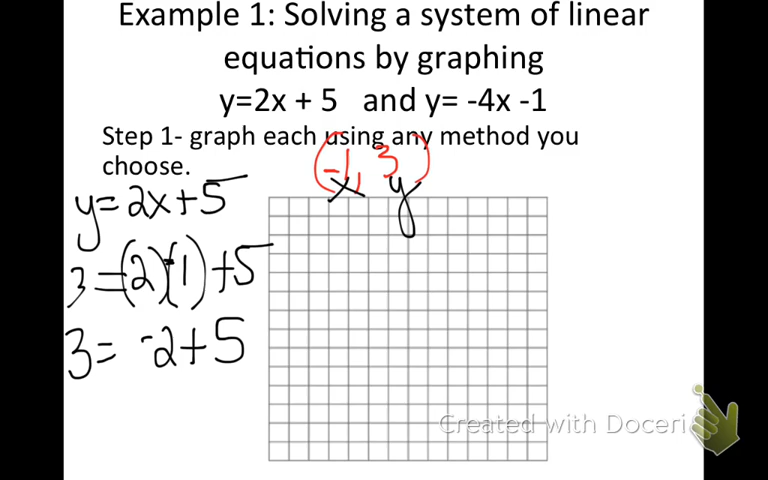 Example 1: Solving a system of linear
equations by graphing
y=2x + 5 and y= -4x -1
Step 1- graph each using any method you
choose.
(-1, 3)
x y
y=2x+5
3=(2)(-1)+5
3= -2+5
Created with Doceri